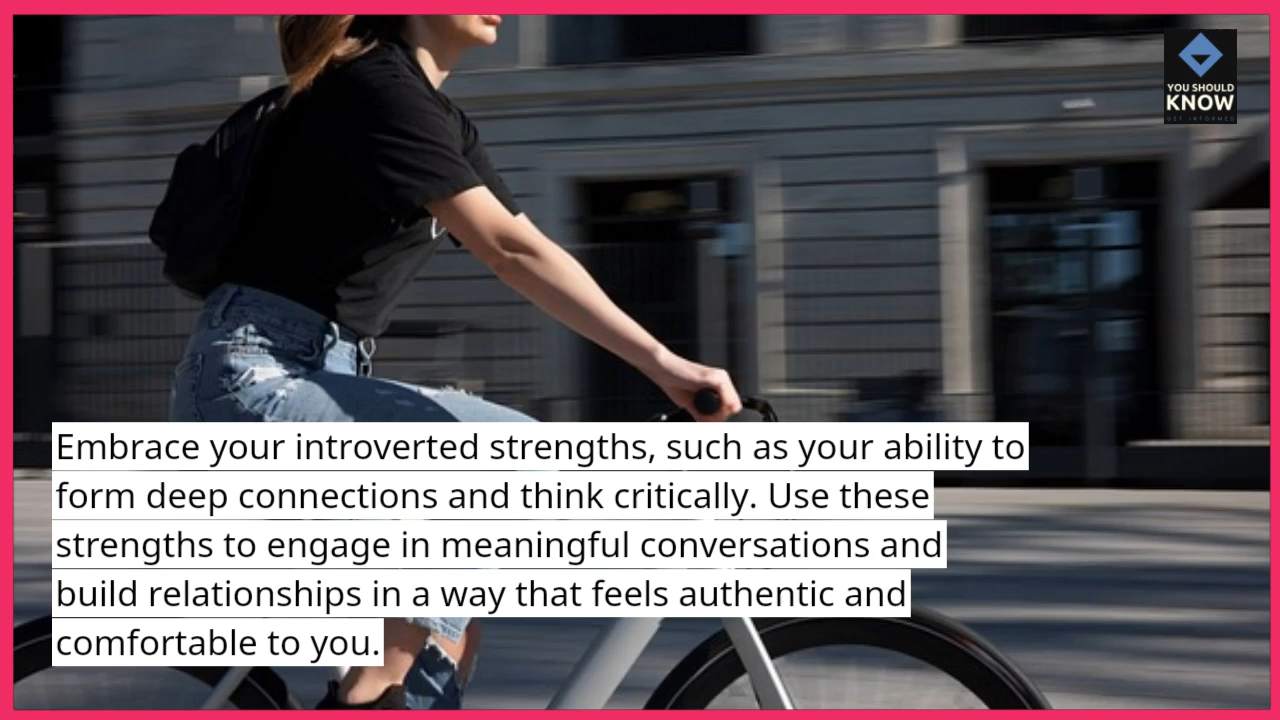 YOU SHOULD
KNOW
GET INFORMED
Embrace your introverted strengths, such as your ability to
form deep connections and think critically. Use these
strengths to engage in meaningful conversations and
build relationships in a way that feels authentic and
comfortable to you.